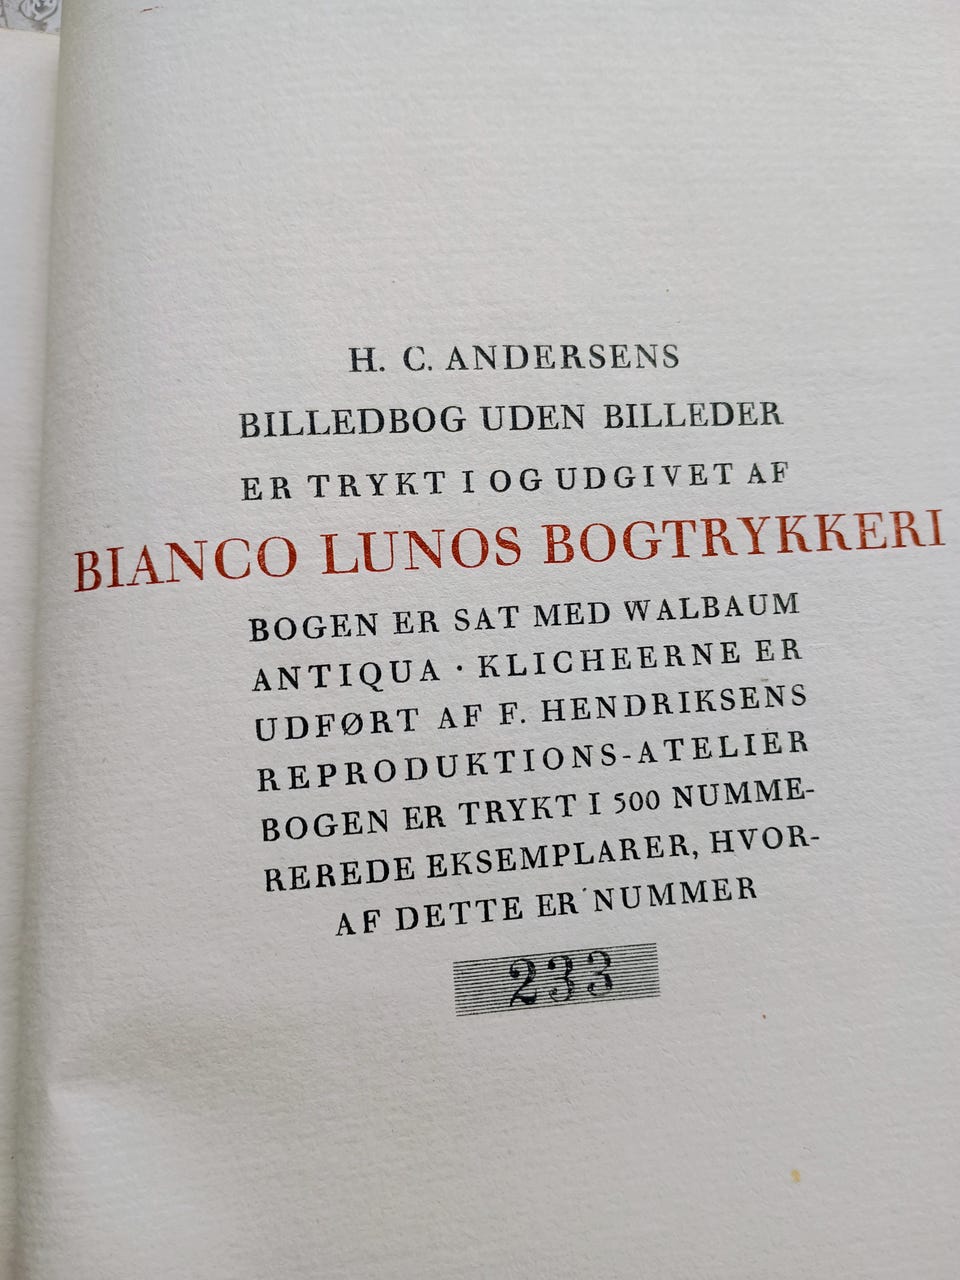 H. C. ANDERSENS
BILLEDBOG UDEN BILLEDER
ER TRYKT I OG UDGIVET AF
BIANCO LUNOS BOGTRYKKERI
BOGEN ER SAT MED WALBAUM
ANTIQUA · KLICHEERNE ER
UDFØRT AF F. HENDRIKSENS
REPRODUKTIONS-ATELIER
BOGEN ER TRYKT I 500 NUMME-
REREDE EKSEMPLARER, HVOR-
AF DETTE ER NUMMER
233